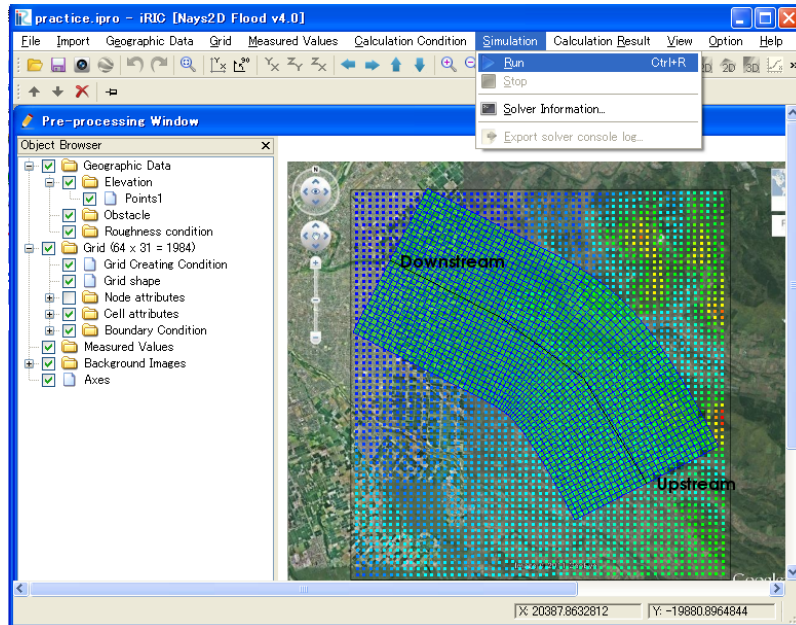 practice.ipro - iRIC [Nays2D Flood v4.0]
File Import Geographic Data Grid Measured Values Calculation Condition Simulation Calculation Result View Option Help
Run Ctrl+R
Stop
Solver Information...
Export solver console log...
Pre-processing Window
Object Browser
Geographic Data
Elevation
Points1
Obstacle
Roughness condition
Grid (64 x 31 = 1984)
Grid Creating Condition
Grid shape
Node attributes
Cell attributes
Boundary Condition
Measured Values
Background Images
Axes
N
Downstream
Upstream
X: 20387.8632812 Y: -19880.8964844